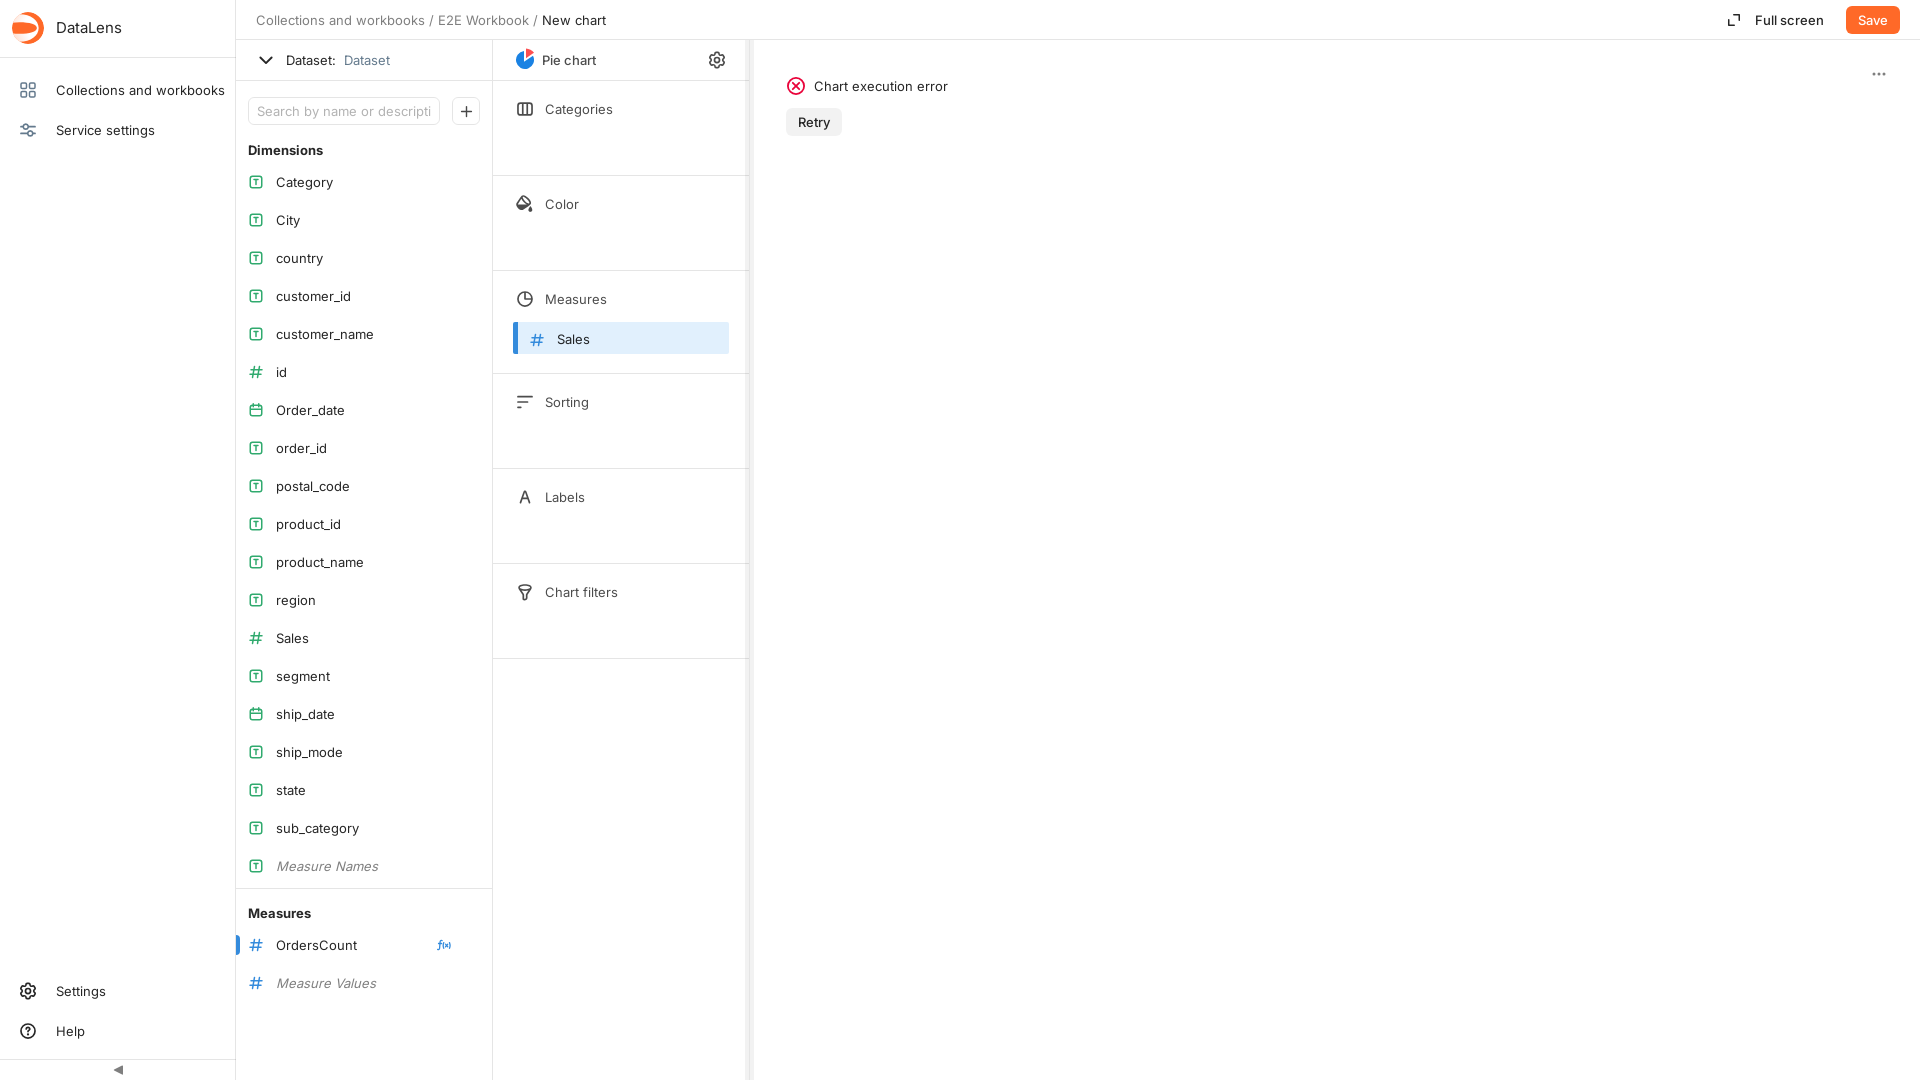 DataLens
Collections and workbooks
Service settings
Settings
Help
Collections and workbooks / E2E Workbook / New chart
Full screen
Save
Dataset: Dataset
Search by name or descripti
Dimensions
Category
City
country
customer_id
customer_name
id
Order_date
order_id
postal_code
product_id
product_name
region
Sales
segment
ship_date
ship_mode
state
sub_category
Measure Names
Measures
OrdersCount
Measure Values
Pie chart
Categories
Color
Measures
Sales
Sorting
Labels
Chart filters
Chart execution error
Retry